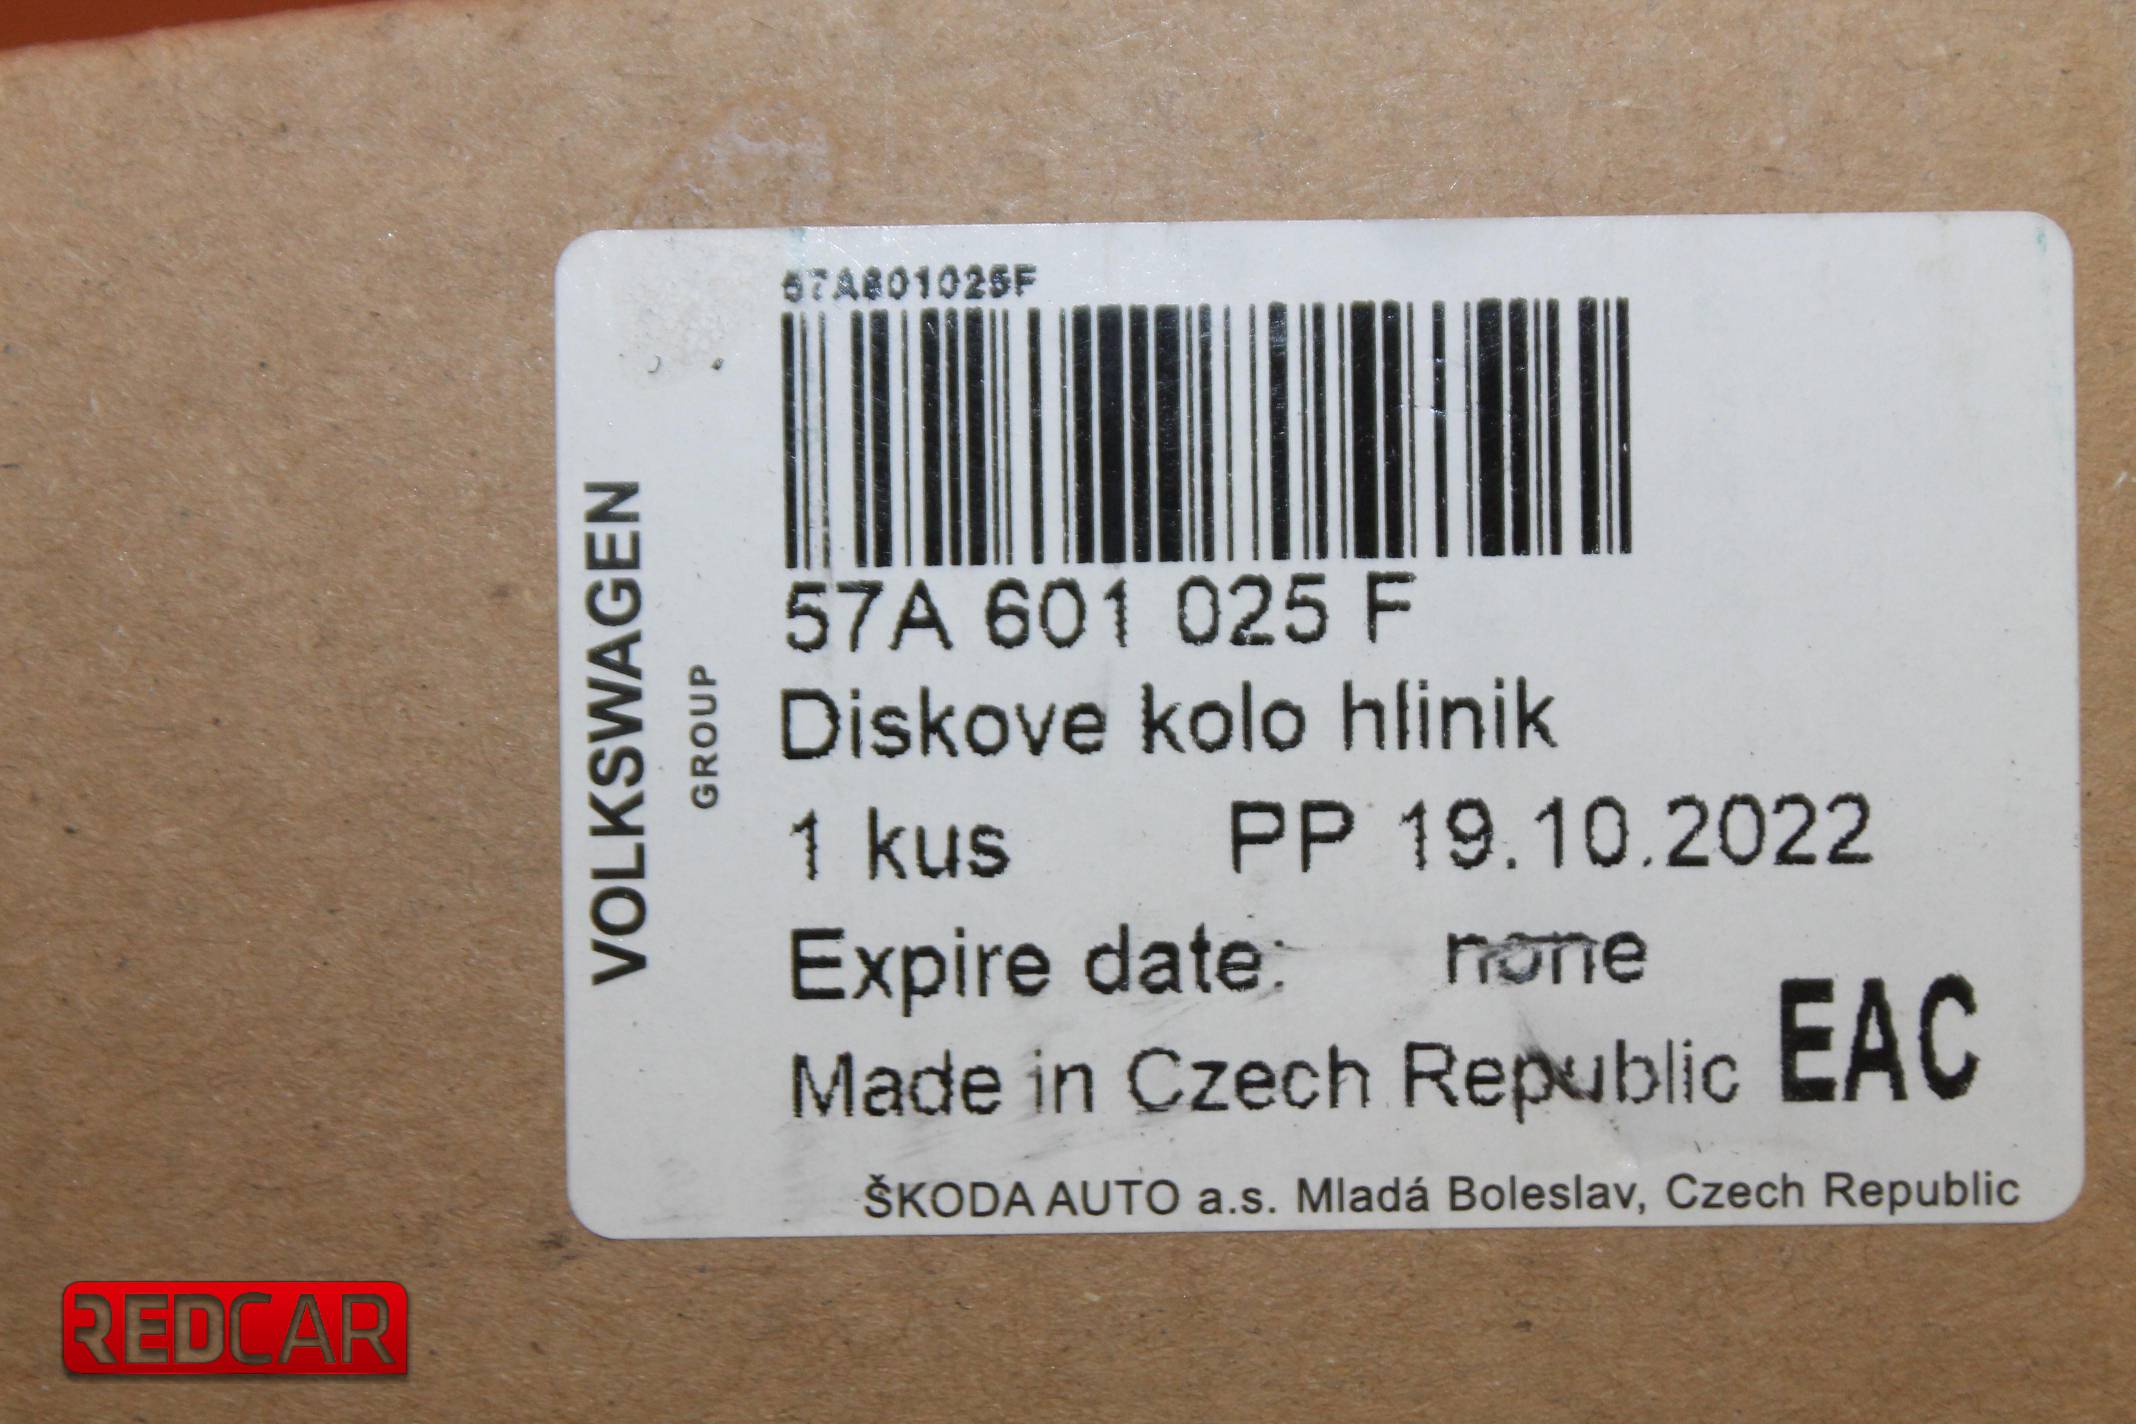 57A601025F
VOLKSWAGEN
GROUP
57A 601 025 F
Diskove kolo hlinik
1 kus PP 19.10.2022
Expire date: none
Made in Czech Republic EAC
ŠKODA AUTO a.s. Mladá Boleslav, Czech Republic
REDCAR